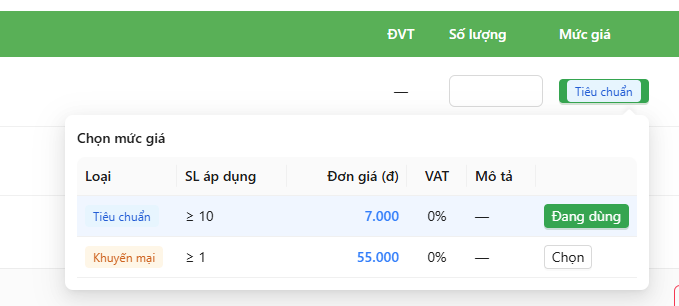 ĐVT Số lượng Mức giá
— Tiêu chuẩn
Chọn mức giá
Loại SL áp dụng Đơn giá (đ) VAT Mô tả
Tiêu chuẩn ≥ 10 7.000 0% — Đang dùng
Khuyến mại ≥ 1 55.000 0% — Chọn